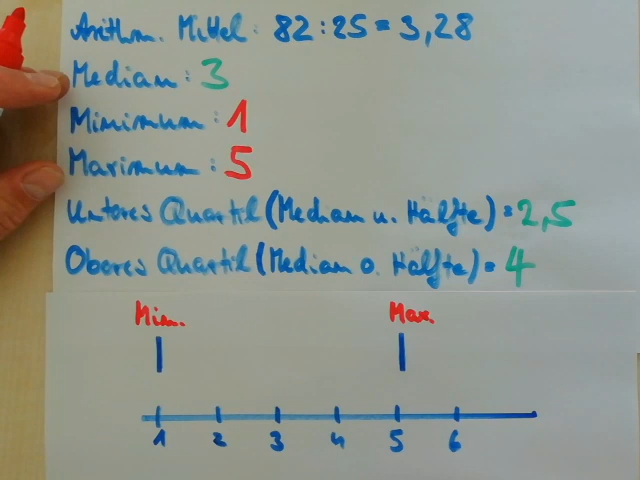 Arithm. Mittel: 82:25=3,28
Median: 3
Minimum: 1
Maximum: 5
Unteres Quartil (Median u. Hälfte)=2,5
Oberes Quartil (Median o. Hälfte)=4
Min. Max.
1 2 3 4 5 6